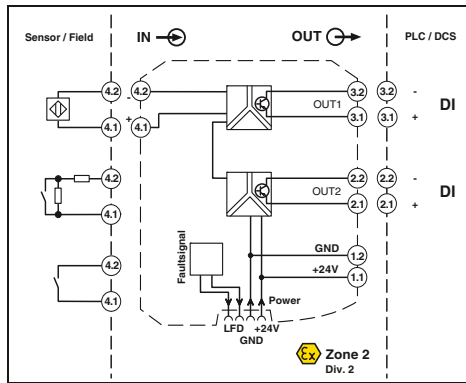 Sensor / Field
IN
OUT
PLC / DCS
4.2 4.2 3.2 3.2 -
-
OUT1
DI
+
4.1 4.1 3.1 3.1 +
4.2 2.2 2.2 -
OUT2
DI
4.1 2.1 2.1 +
Faultsignal
GND 1.2
4.2
+24V 1.1
4.1
Power
LFD +24V
GND
Ex Zone 2
Div. 2